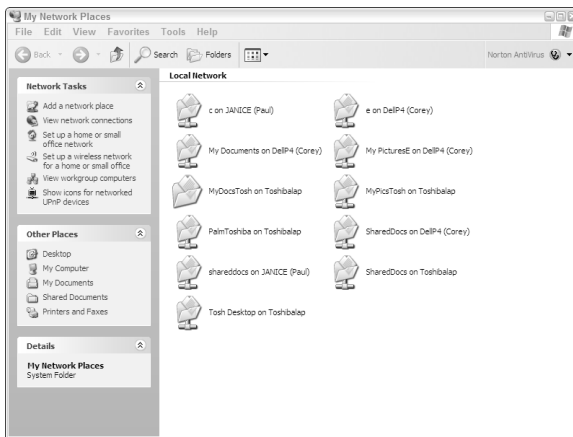 My Network Places
File Edit View Favorites Tools Help
Back Search Folders Norton AntiVirus
Network Tasks
Add a network place
View network connections
Set up a home or small
office network
Set up a wireless network
for a home or small office
View workgroup computers
Show icons for networked
UPnP devices
Other Places
Desktop
My Computer
My Documents
Shared Documents
Printers and Faxes
Details
My Network Places
System Folder
Local Network
c on JANICE (Paul)
e on DellP4 (Corey)
My Documents on DellP4 (Corey)
My PicturesE on DellP4 (Corey)
MyDocsTosh on Toshibalap
MyPicsTosh on Toshibalap
PalmToshiba on Toshibalap
SharedDocs on DellP4 (Corey)
shareddocs on JANICE (Paul)
SharedDocs on Toshibalap
Tosh Desktop on Toshibalap